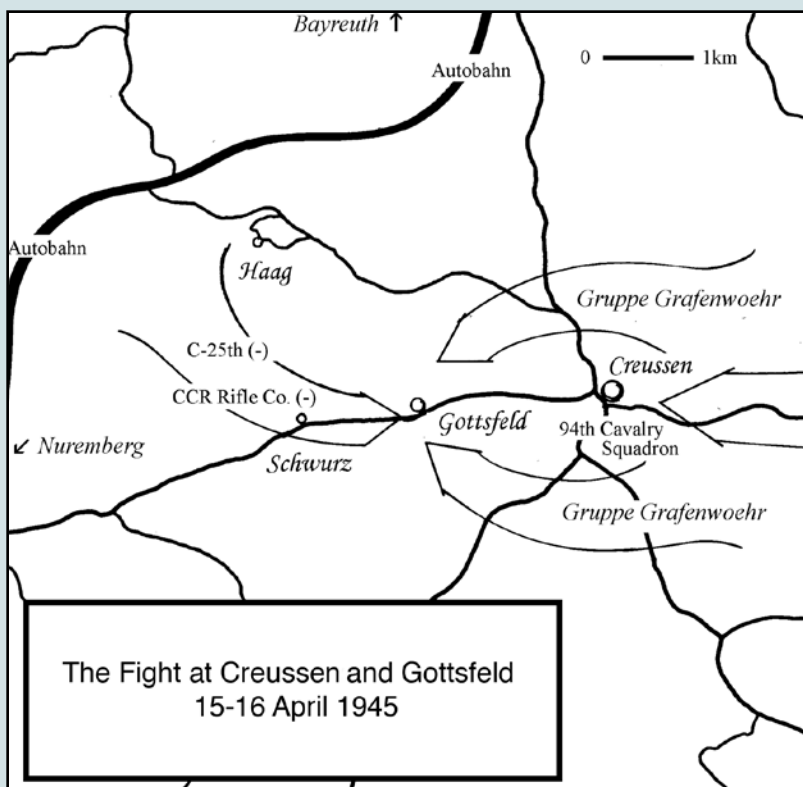 Bayreuth ↑
Autobahn
0 1km
Autobahn
Haag
Gruppe Grafenwoehr
C-25th (-)
Creussen
CCR Rifle Co. (-)
Gottsfeld
94th Cavalry
Squadron
↙ Nuremberg
Schwurz
Gruppe Grafenwoehr
The Fight at Creussen and Gottsfeld
15-16 April 1945